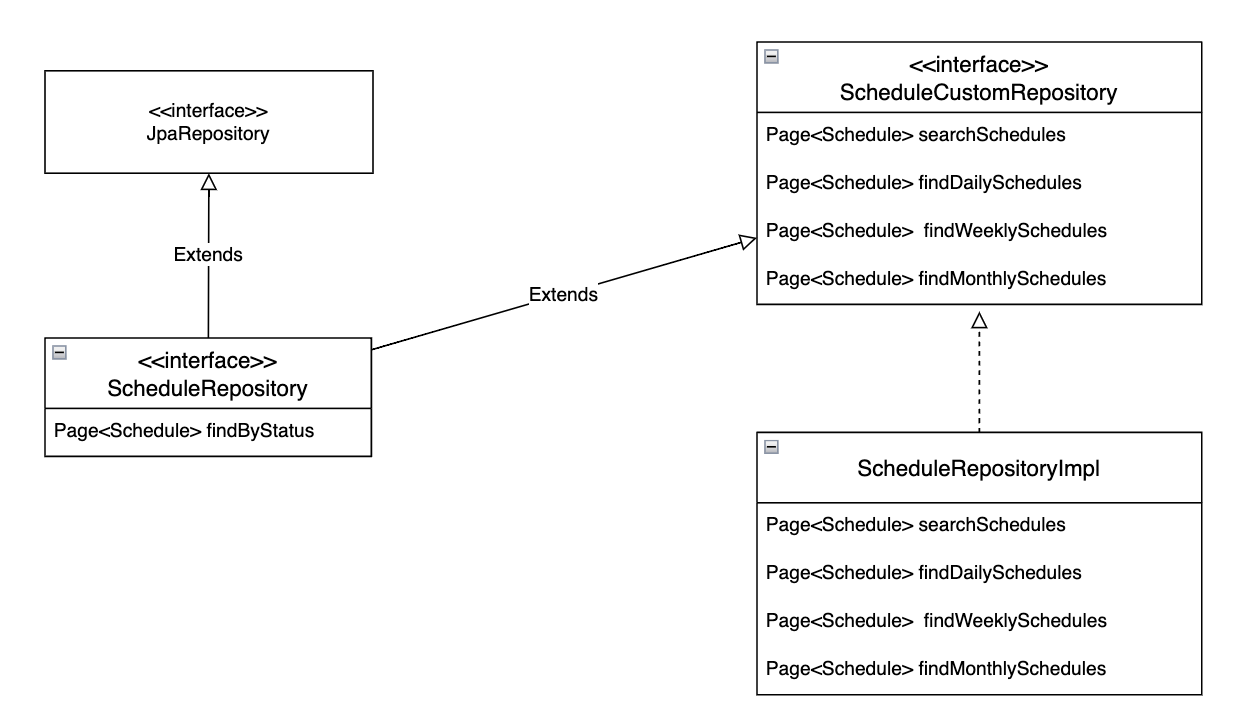 <<interface>>
JpaRepository
Extends
<<interface>>
ScheduleRepository
Page<Schedule> findByStatus
Extends
<<interface>>
ScheduleCustomRepository
Page<Schedule> searchSchedules
Page<Schedule> findDailySchedules
Page<Schedule>  findWeeklySchedules
Page<Schedule> findMonthlySchedules
ScheduleRepositoryImpl
Page<Schedule> searchSchedules
Page<Schedule> findDailySchedules
Page<Schedule>  findWeeklySchedules
Page<Schedule> findMonthlySchedules